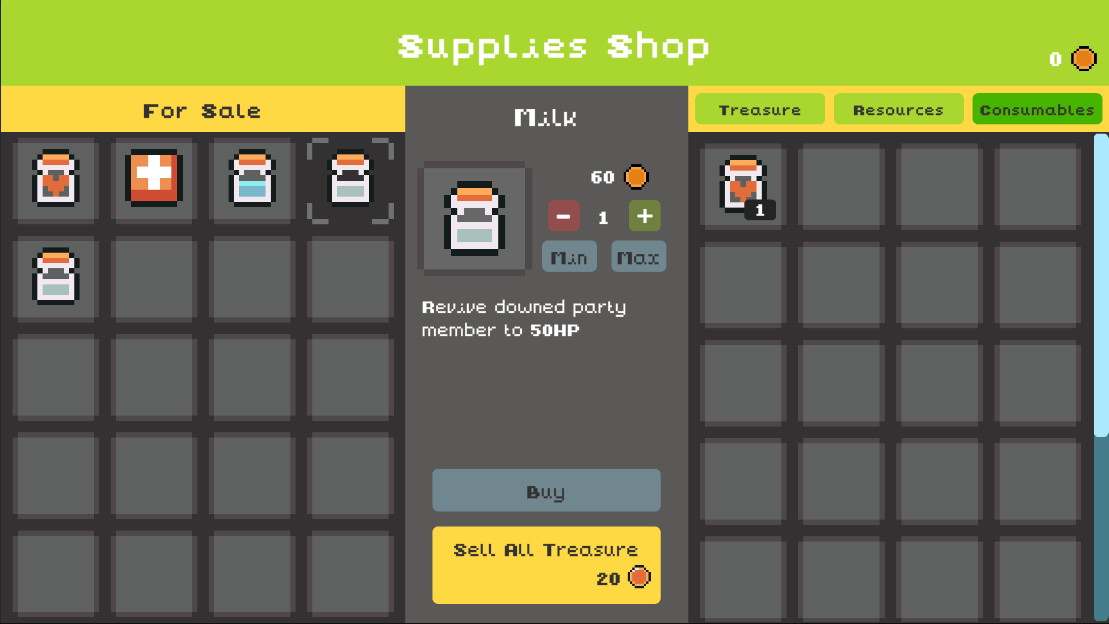 Supplies Shop
0
For Sale
Milk
60
- 1 +
Min Max
Revive downed party
member to 50HP
Buy
Sell All Treasure
20
Treasure Resources Consumables
1